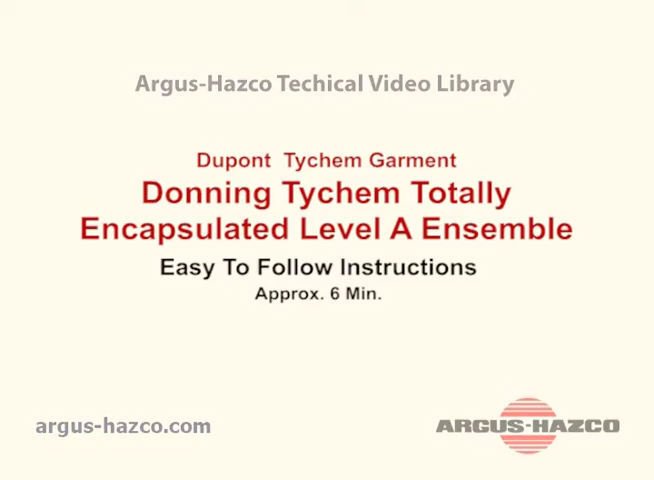 Argus-Hazco Techical Video Library
Dupont Tychem Garment
Donning Tychem Totally
Encapsulated Level A Ensemble
Easy To Follow Instructions
Approx. 6 Min.
argus-hazco.com
ARGUS-HAZCO